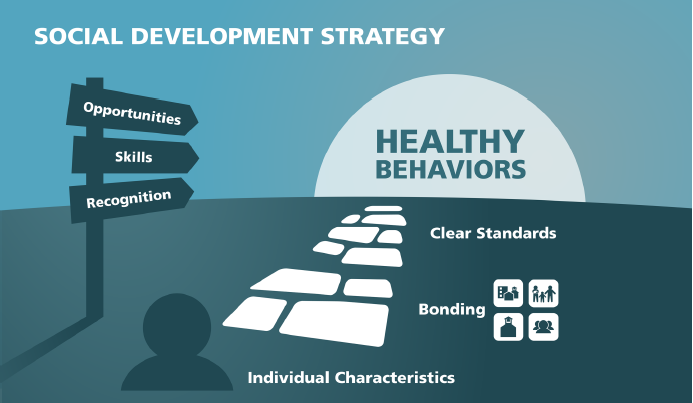 SOCIAL DEVELOPMENT STRATEGY
Opportunities
Skills
Recognition
HEALTHY
BEHAVIORS
Clear Standards
Bonding
Individual Characteristics